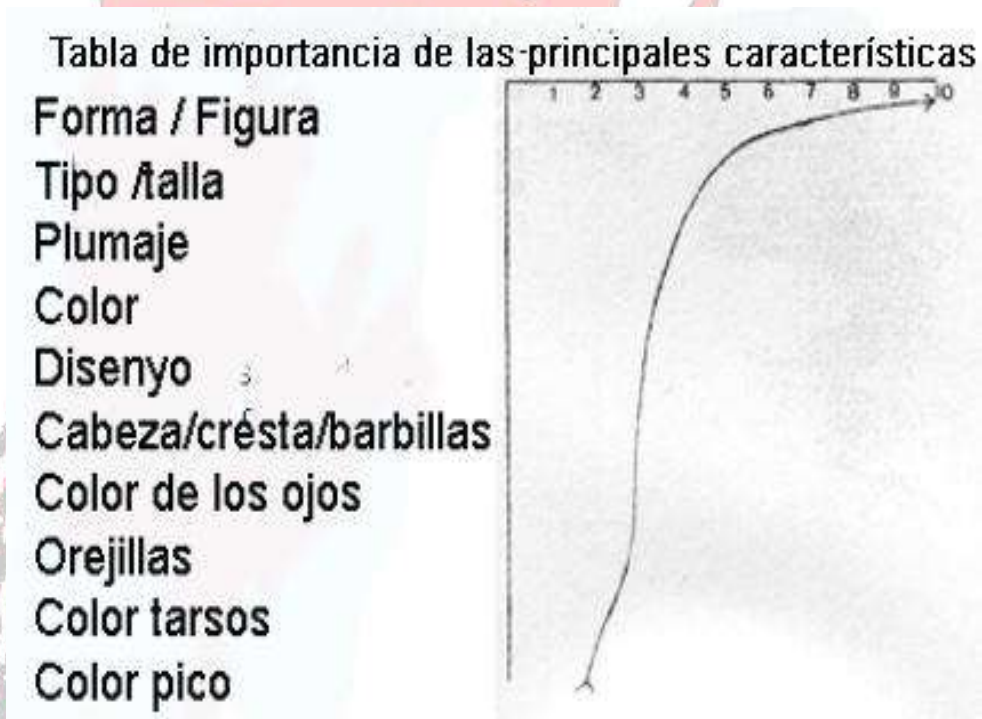 Tabla de importancia de las principales características
1 2 3 4 5 6 7 8 9 10
Forma / Figura
Tipo /talla
Plumaje
Color
Disenyo
Cabeza/cresta/barbillas
Color de los ojos
Orejillas
Color tarsos
Color pico